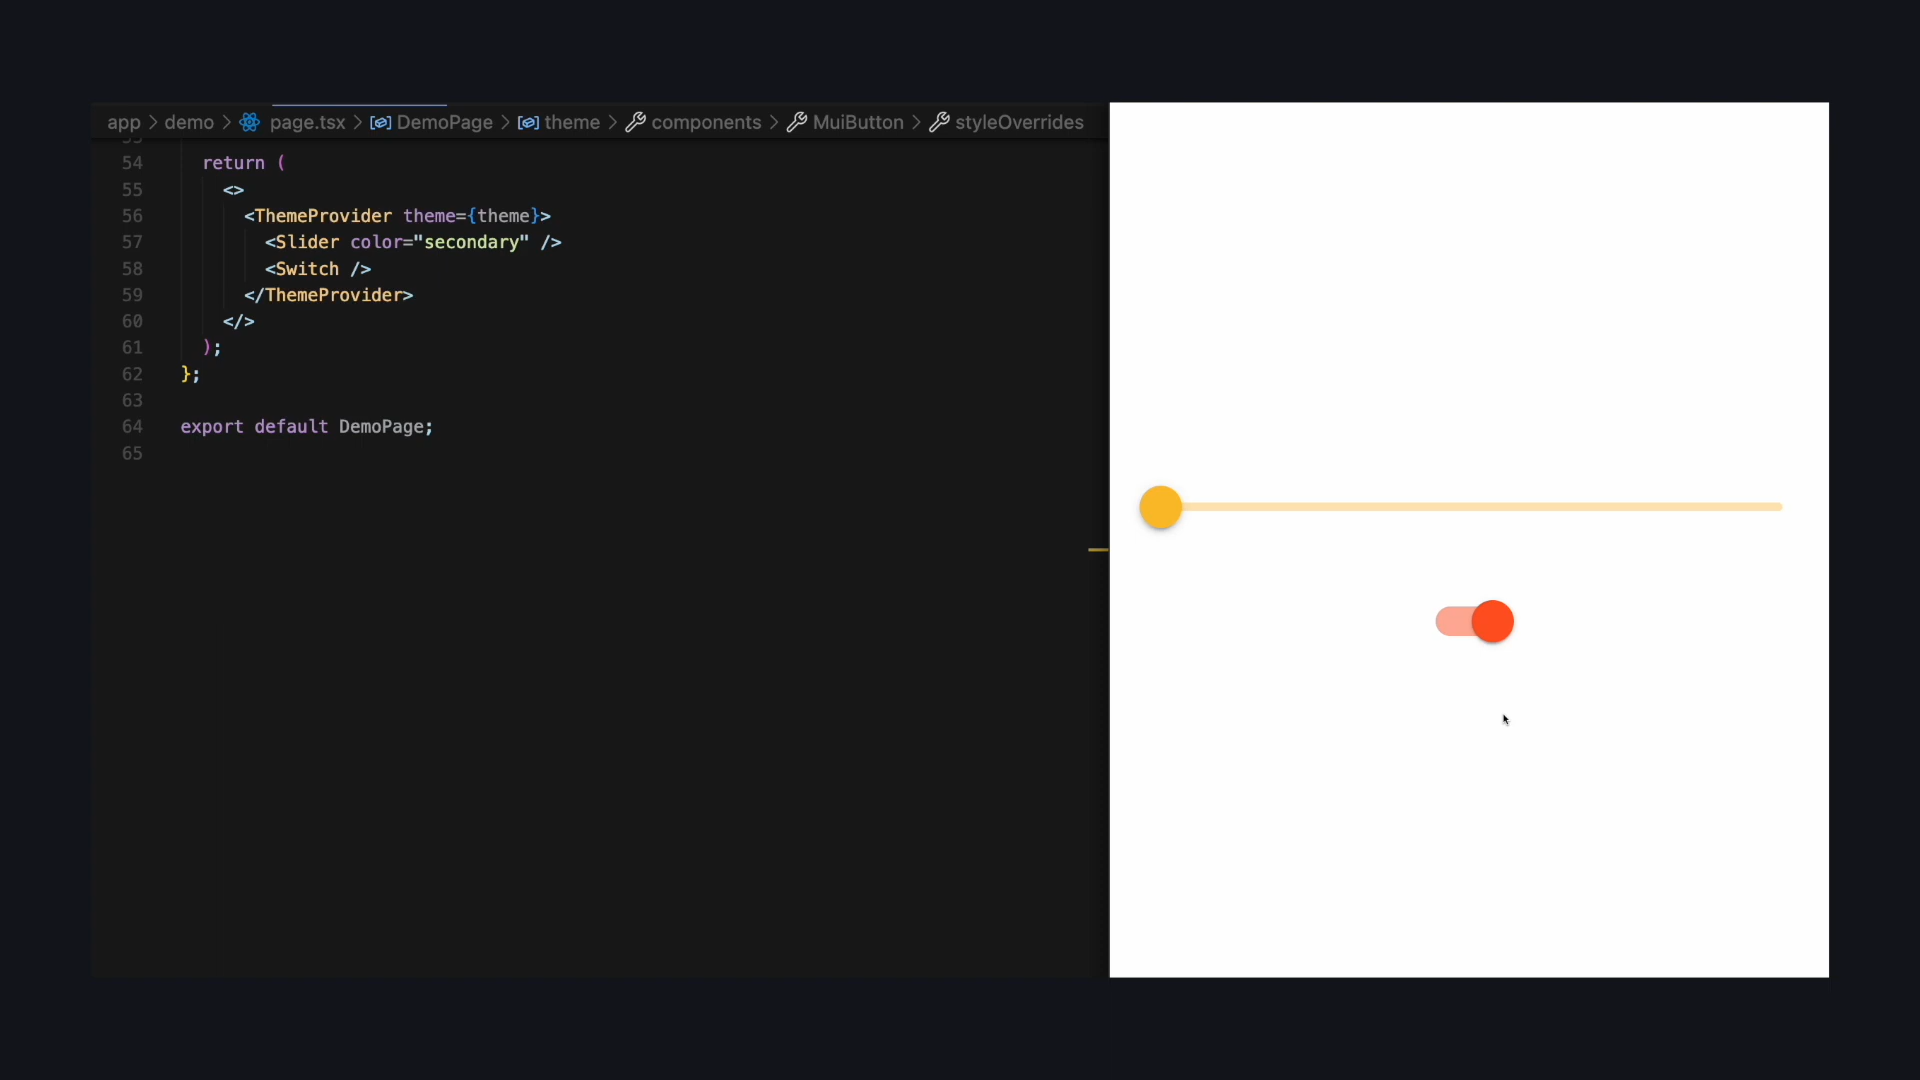 app > demo > page.tsx > DemoPage > theme > components > MuiButton > styleOverrides
54 return (
55 <>
56 <ThemeProvider theme={theme}>
57 <Slider color="secondary" />
58 <Switch />
59 </ThemeProvider>
60 </>
61 );
62 };
63
64 export default DemoPage;
65